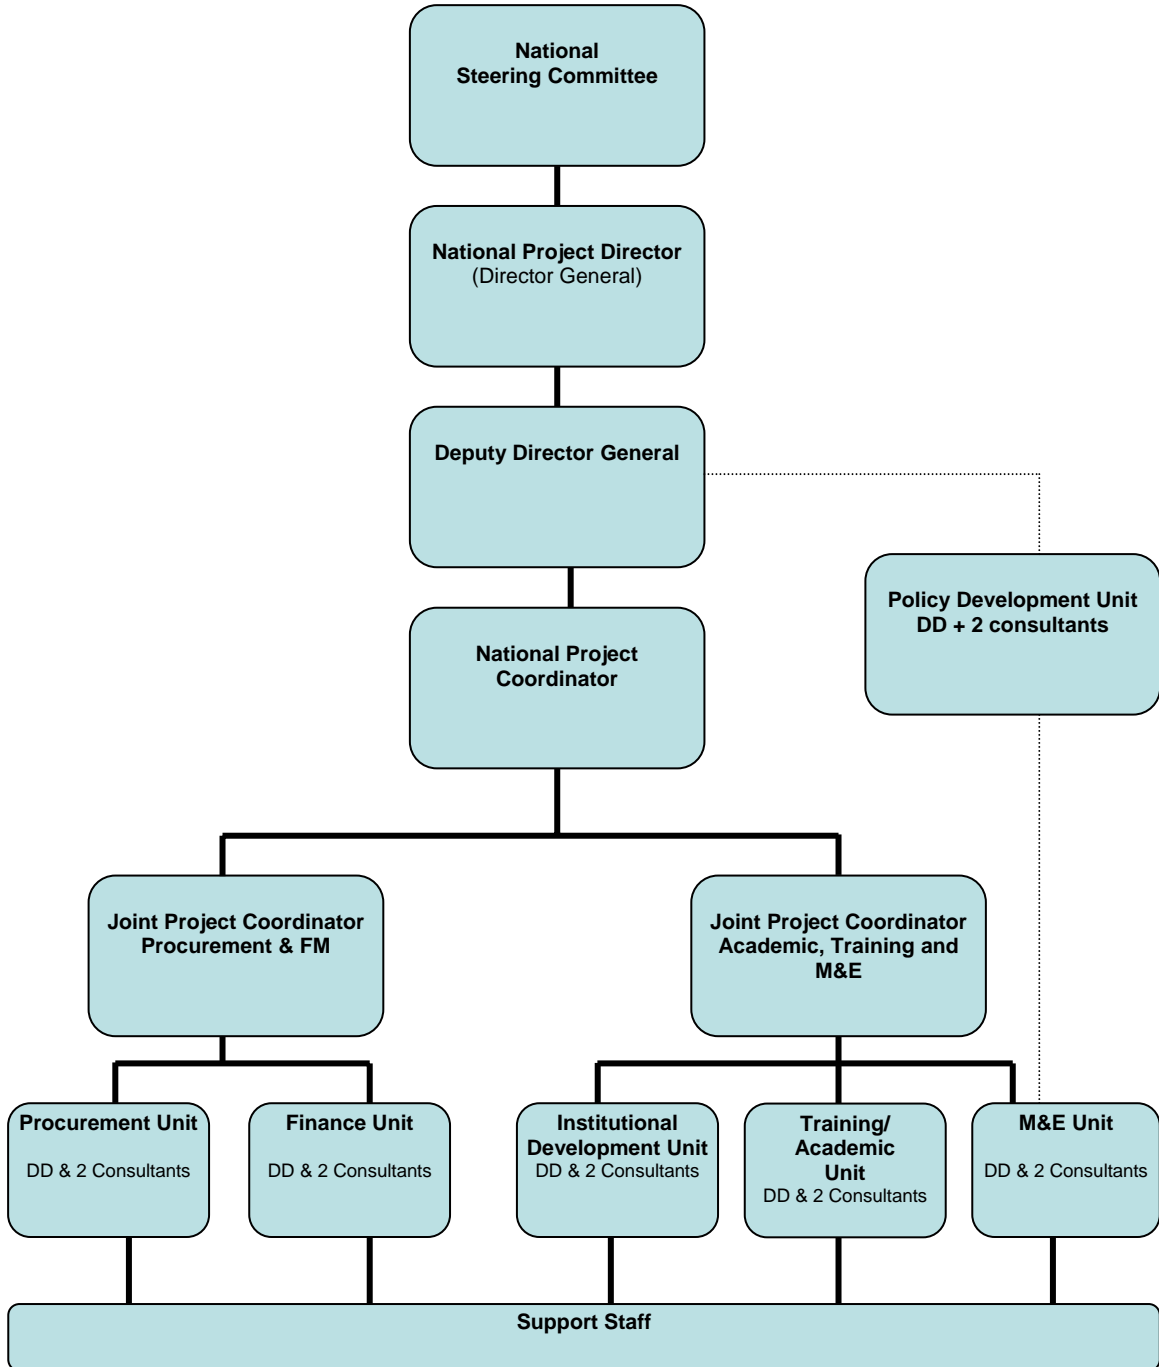 National
Steering Committee
National Project Director
(Director General)
Deputy Director General
Policy Development Unit
DD + 2 consultants
National Project
Coordinator
Joint Project Coordinator
Procurement & FM
Joint Project Coordinator
Academic, Training and
M&E
Procurement Unit
DD & 2 Consultants
Finance Unit
DD & 2 Consultants
Institutional
Development Unit
DD & 2 Consultants
Training/
Academic
Unit
DD & 2 Consultants
M&E Unit
DD & 2 Consultants
Support Staff